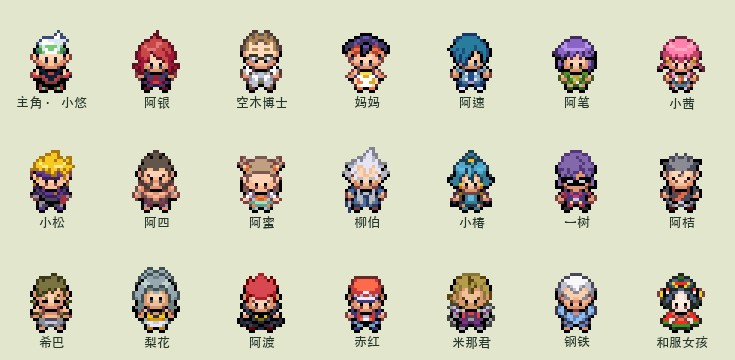 主角· 小悠 阿银 空木博士 妈妈 阿速 阿笔 小茜
小松 阿四 阿蜜 柳伯 小椿 一树 阿桔
希巴 梨花 阿渡 赤红 米那君 钢铁 和服女孩